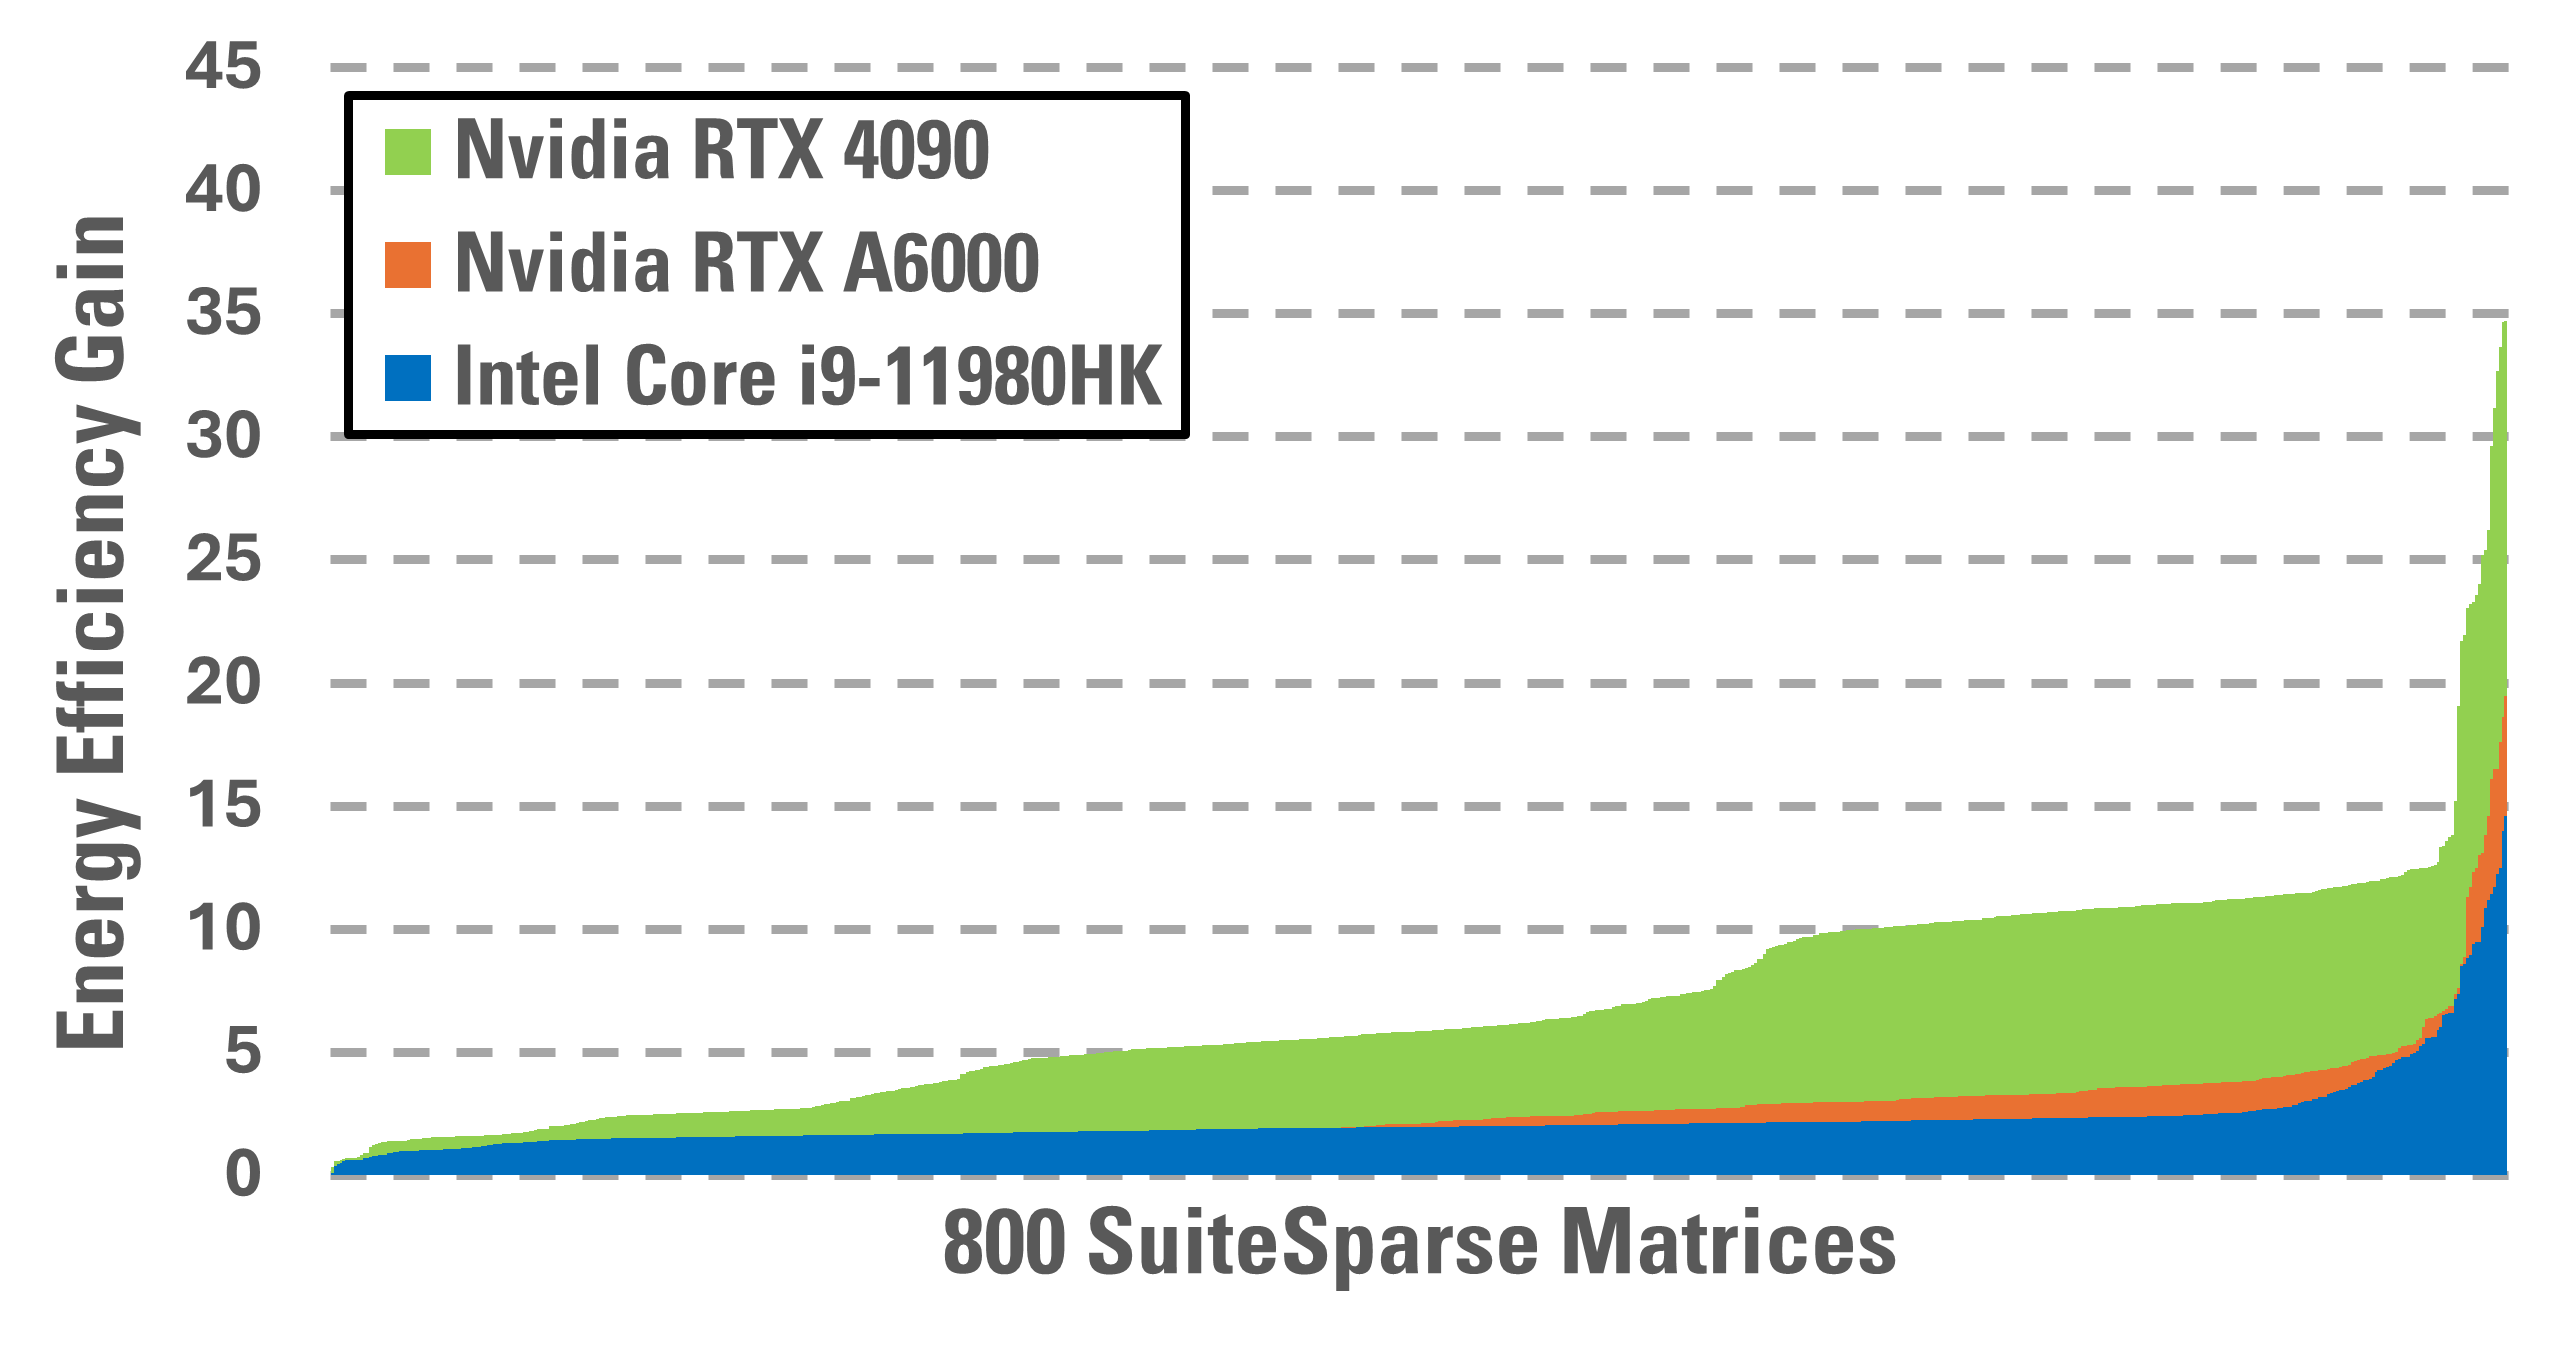 Energy Efficiency Gain
45
40
35
30
25
20
15
10
5
0
Nvidia RTX 4090
Nvidia RTX A6000
Intel Core i9-11980HK
800 SuiteSparse Matrices